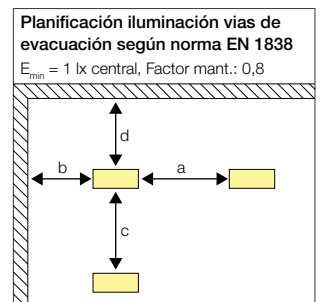 Planificación iluminación vias de
evacuación según norma EN 1838
Emin = 1 lx central, Factor mant.: 0,8
d
b
a
c